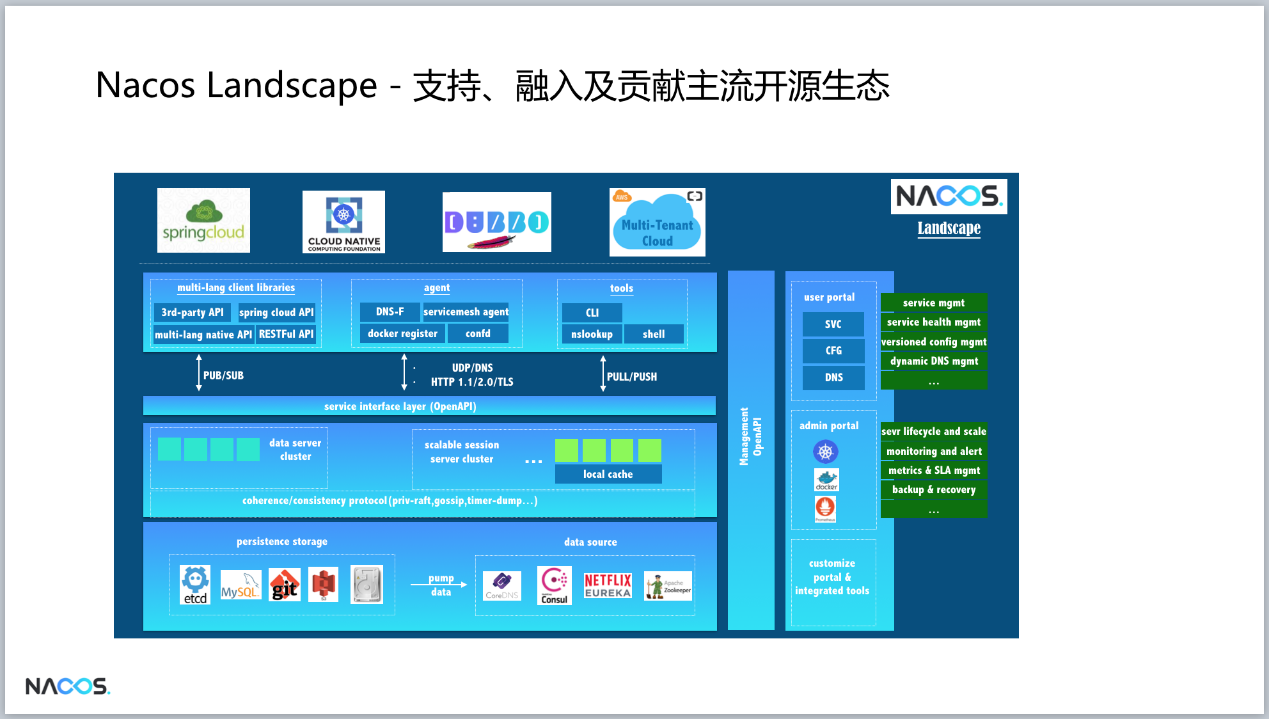 Nacos Landscape - 支持、融入及贡献主流开源生态
springcloud
CLOUD NATIVE
COMPUTING FOUNDATION
DUBBO
AWS
Multi-Tenant
Cloud
NACOS.
Landscape
multi-lang client libraries
3rd-party API
spring cloud API
multi-lang native API
RESTFul API
agent
DNS-F
servicemesh agent
docker register
confd
tools
CLI
nslookup
shell
PUB/SUB
· UDP/DNS
· HTTP 1.1/2.0/TLS
PULL/PUSH
service interface layer (OpenAPI)
data server
cluster
scalable session
server cluster
...
local cache
coherence/consistency protocol(priv-raft,gossip,timer-dump...)
persistence storage
etcd
MySQL
git
pump
data
data source
CoreDNS
Consul
NETFLIX
EUREKA
Apache
Zookeeper
Management
OpenAPI
user portal
SVC
CFG
DNS
service mgmt
service health mgmt
versioned config mgmt
dynamic DNS mgmt
...
admin portal
docker
Prometheus
sevr lifecycle and scale
monitoring and alert
metrics & SLA mgmt
backup & recovery
...
customize
portal &
integrated tools
NACOS.